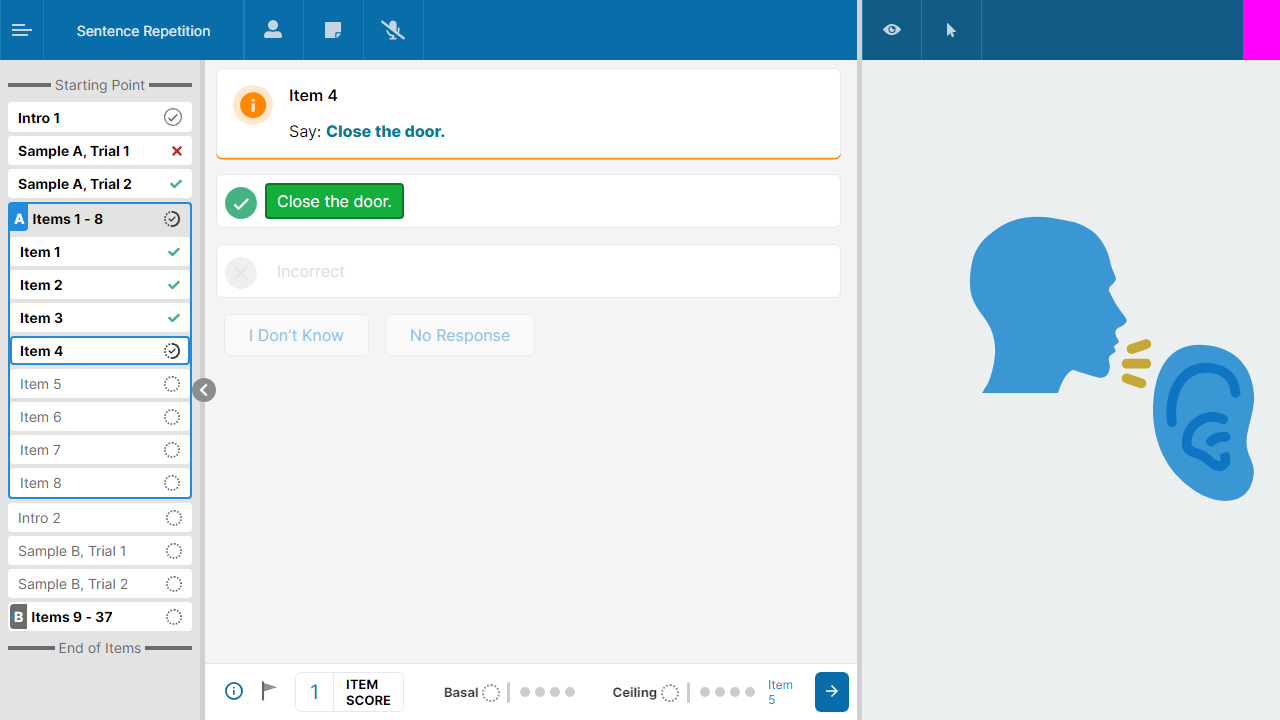 Sentence Repetition
Starting Point
Intro 1
Sample A, Trial 1
Sample A, Trial 2
A Items 1 - 8
Item 1
Item 2
Item 3
Item 4
Item 5
Item 6
Item 7
Item 8
Intro 2
Sample B, Trial 1
Sample B, Trial 2
B Items 9 - 37
End of Items
Item 4
Say: Close the door.
Close the door.
Incorrect
I Don't Know
No Response
1
ITEM
SCORE
Basal
Ceiling
Item
5